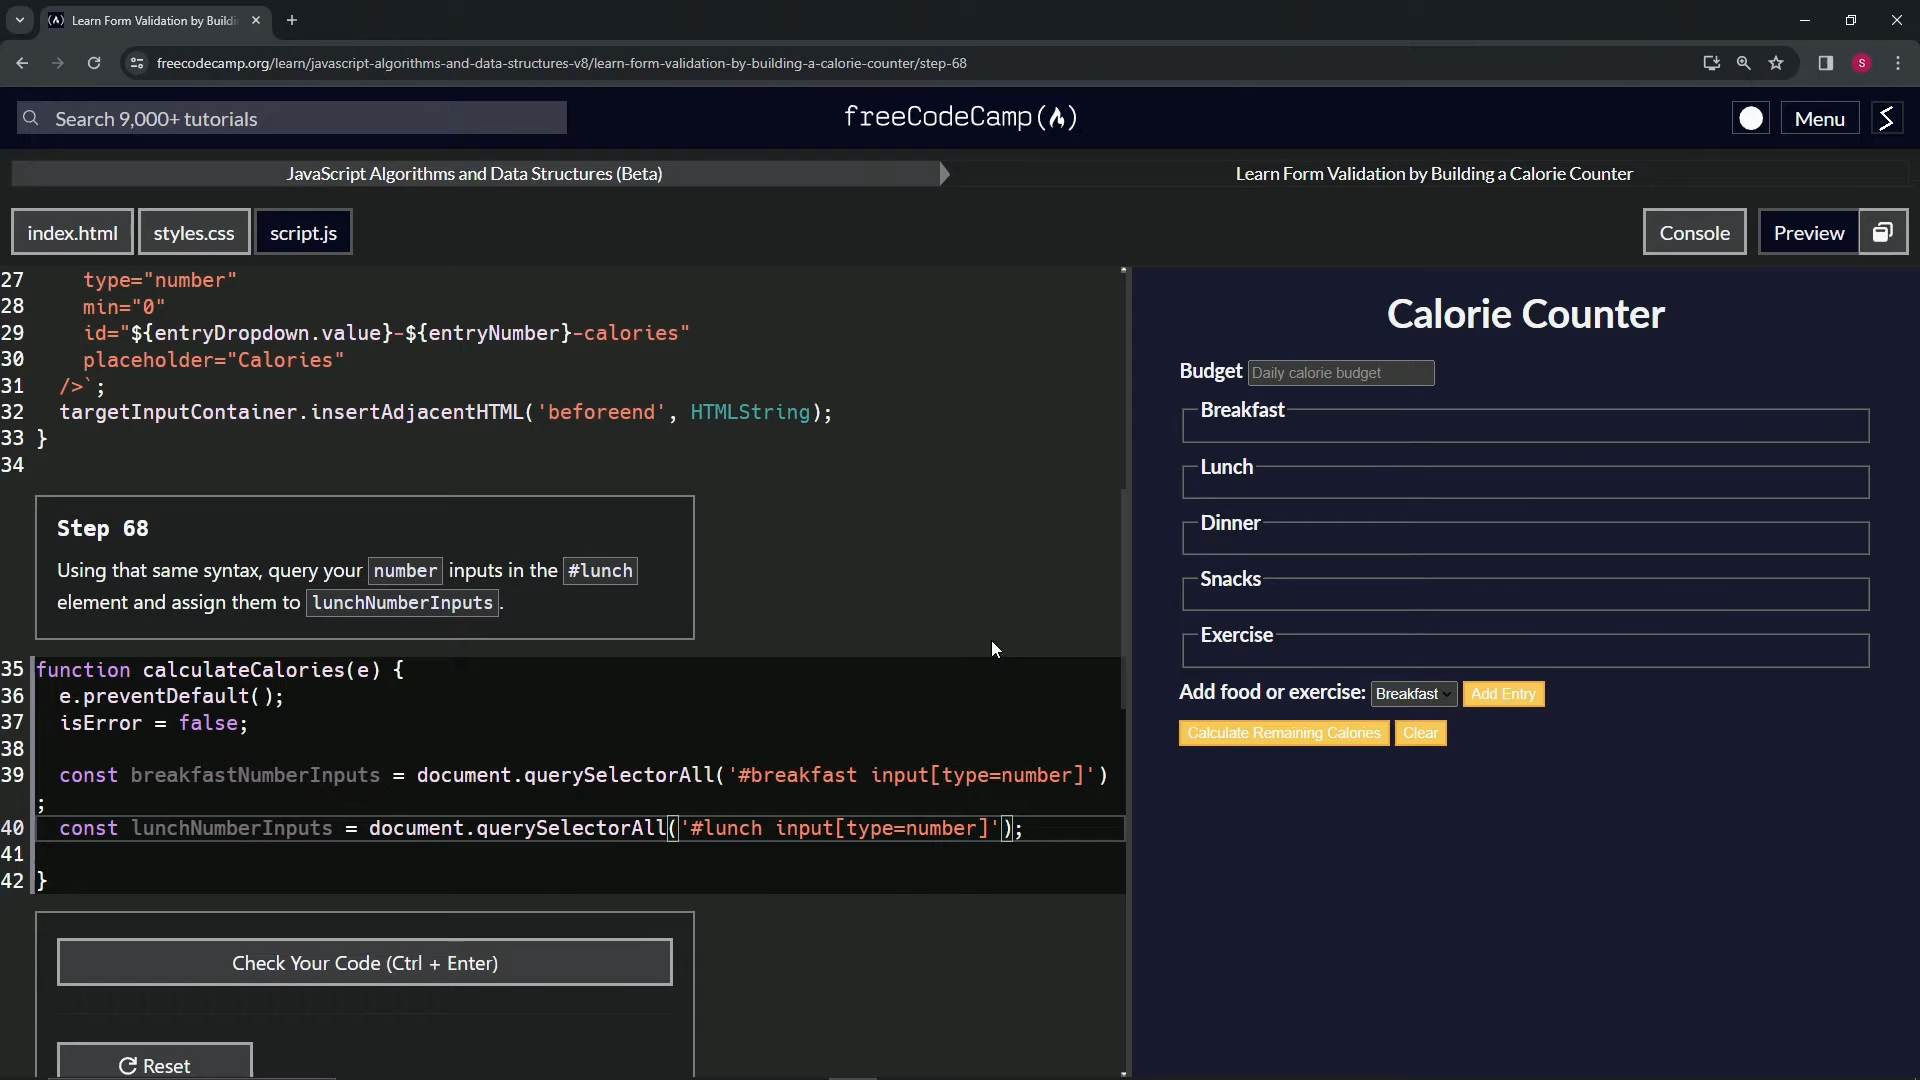 Learn Form Validation by Buildi
freecodecamp.org/learn/javascript-algorithms-and-data-structures-v8/learn-form-validation-by-building-a-calorie-counter/step-68
S
Search 9,000+ tutorials
freeCodeCamp(🔥)
Menu
JavaScript Algorithms and Data Structures (Beta)
Learn Form Validation by Building a Calorie Counter
index.html styles.css script.js
Console Preview
27 type="number"
28 min="0"
29 id="${entryDropdown.value}-${entryNumber}-calories"
30 placeholder="Calories"
31 />`;
32 targetInputContainer.insertAdjacentHTML('beforeend', HTMLString);
33 }
34
Step 68
Using that same syntax, query your number inputs in the #lunch
element and assign them to lunchNumberInputs.
35 function calculateCalories(e) {
36 e.preventDefault();
37 isError = false;
38
39 const breakfastNumberInputs = document.querySelectorAll('#breakfast input[type=number]')
;
40 const lunchNumberInputs = document.querySelectorAll('#lunch input[type=number]');
41
42 }
Check Your Code (Ctrl + Enter)
Reset
Calorie Counter
Budget Daily calorie budget
Breakfast
Lunch
Dinner
Snacks
Exercise
Add food or exercise: Breakfast Add Entry
Calculate Remaining Calories Clear